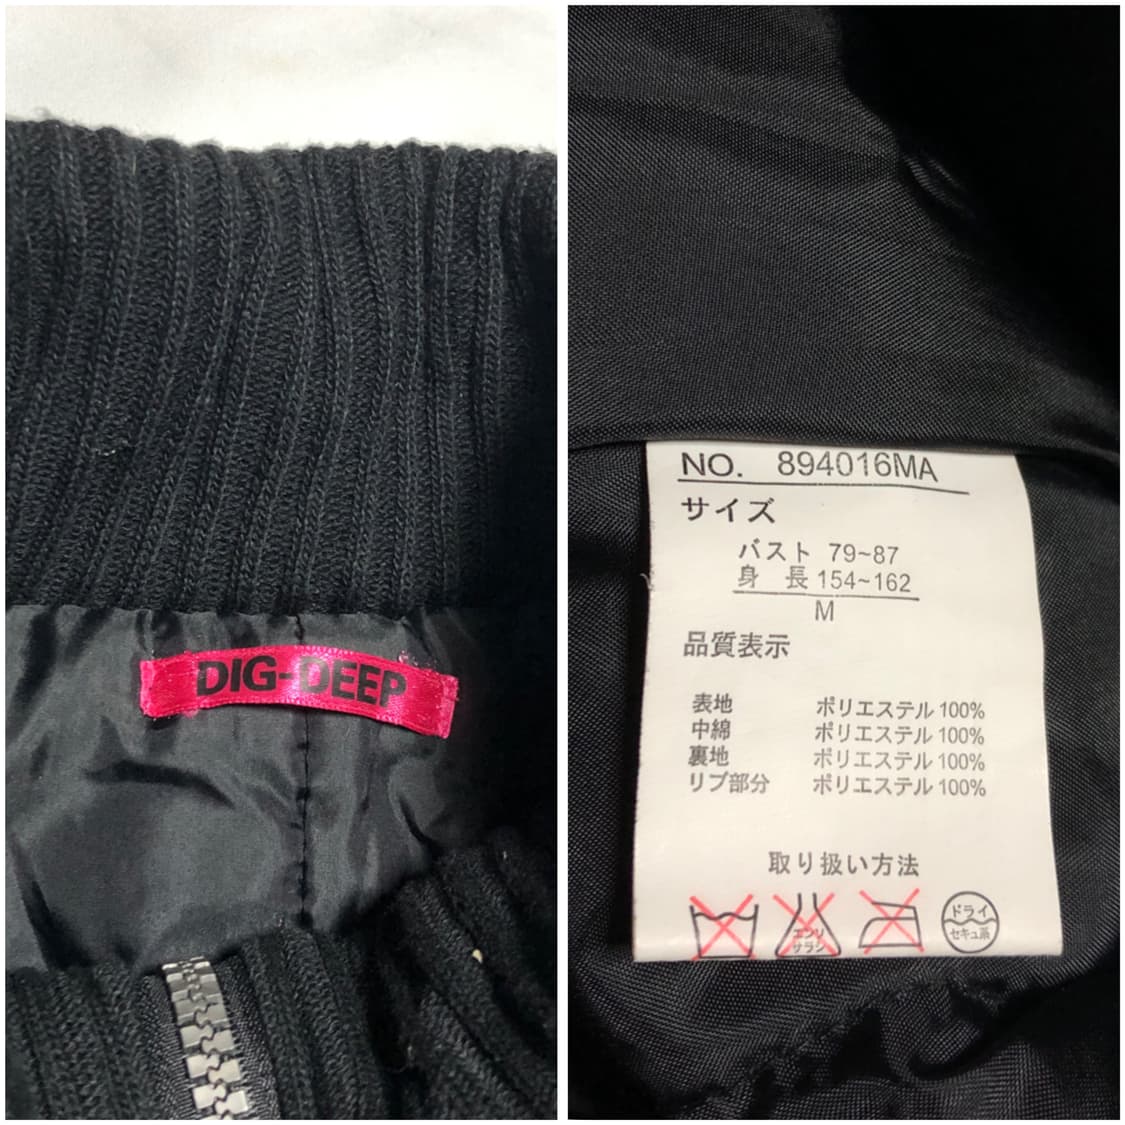 DIG-DEEP
NO. 894016MA
サイズ
バスト 79~87
身 長 154~162
M
品質表示
表地 ポリエステル 100%
中綿 ポリエステル 100%
裏地 ポリエステル 100%
リブ部分 ポリエステル 100%
取り扱い方法
エンソ
サラシ
ドライ
セキュ系